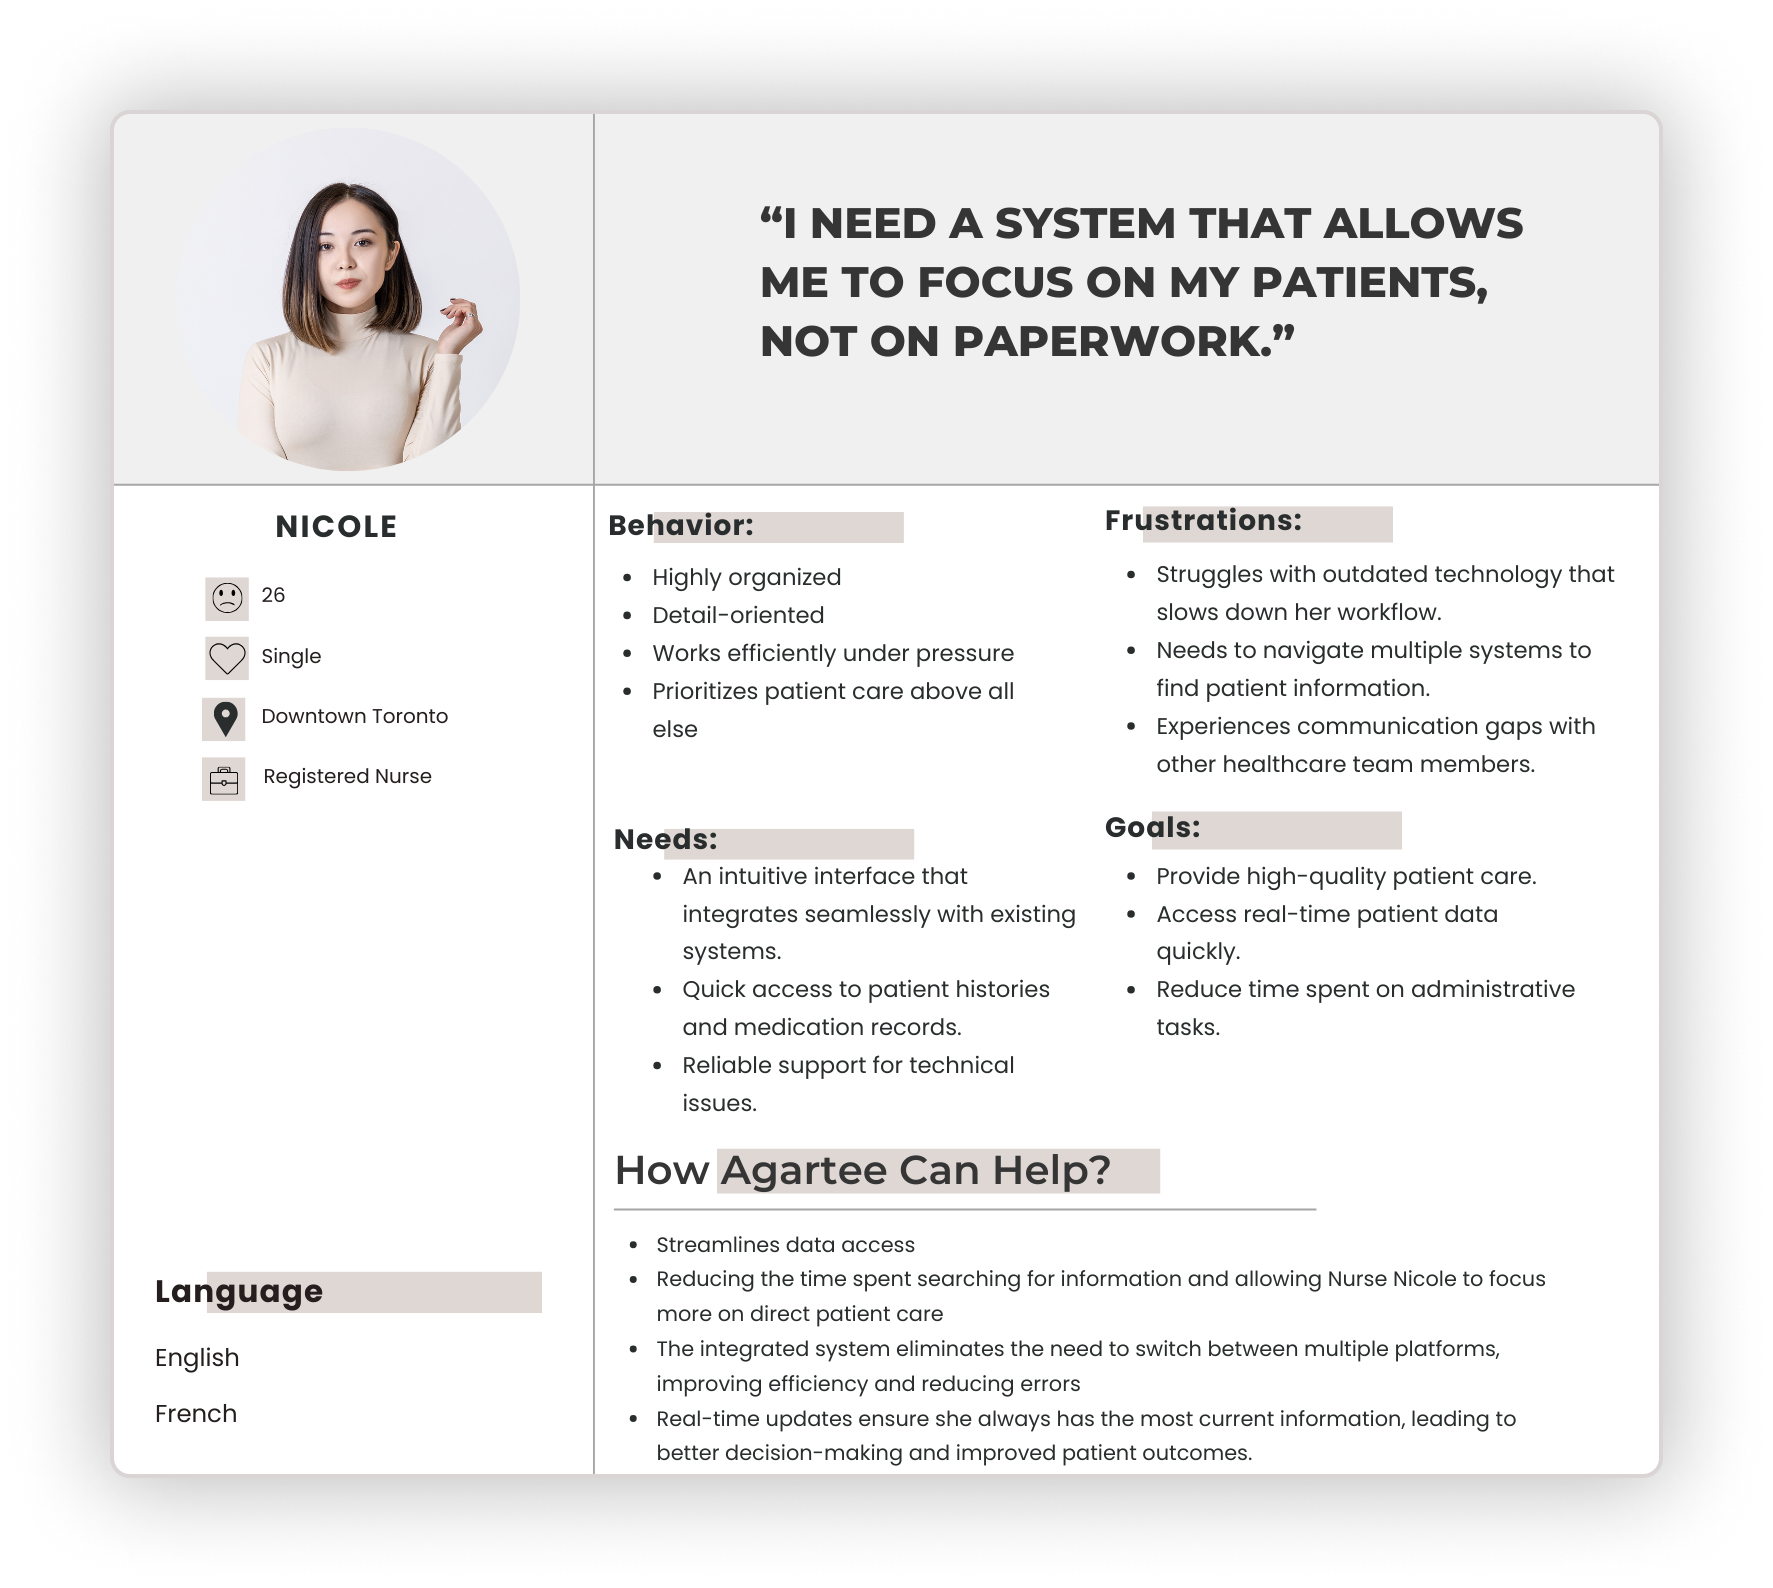 “I NEED A SYSTEM THAT ALLOWS
ME TO FOCUS ON MY PATIENTS,
NOT ON PAPERWORK.”
NICOLE
26
Single
Downtown Toronto
Registered Nurse
Language
English
French
Behavior:
• Highly organized
• Detail-oriented
• Works efficiently under pressure
• Prioritizes patient care above all
else
Frustrations:
• Struggles with outdated technology that
slows down her workflow.
• Needs to navigate multiple systems to
find patient information.
• Experiences communication gaps with
other healthcare team members.
Needs:
• An intuitive interface that
integrates seamlessly with existing
systems.
• Quick access to patient histories
and medication records.
• Reliable support for technical
issues.
Goals:
• Provide high-quality patient care.
• Access real-time patient data
quickly.
• Reduce time spent on administrative
tasks.
How Agartee Can Help?
• Streamlines data access
• Reducing the time spent searching for information and allowing Nurse Nicole to focus
more on direct patient care
• The integrated system eliminates the need to switch between multiple platforms,
improving efficiency and reducing errors
• Real-time updates ensure she always has the most current information, leading to
better decision-making and improved patient outcomes.